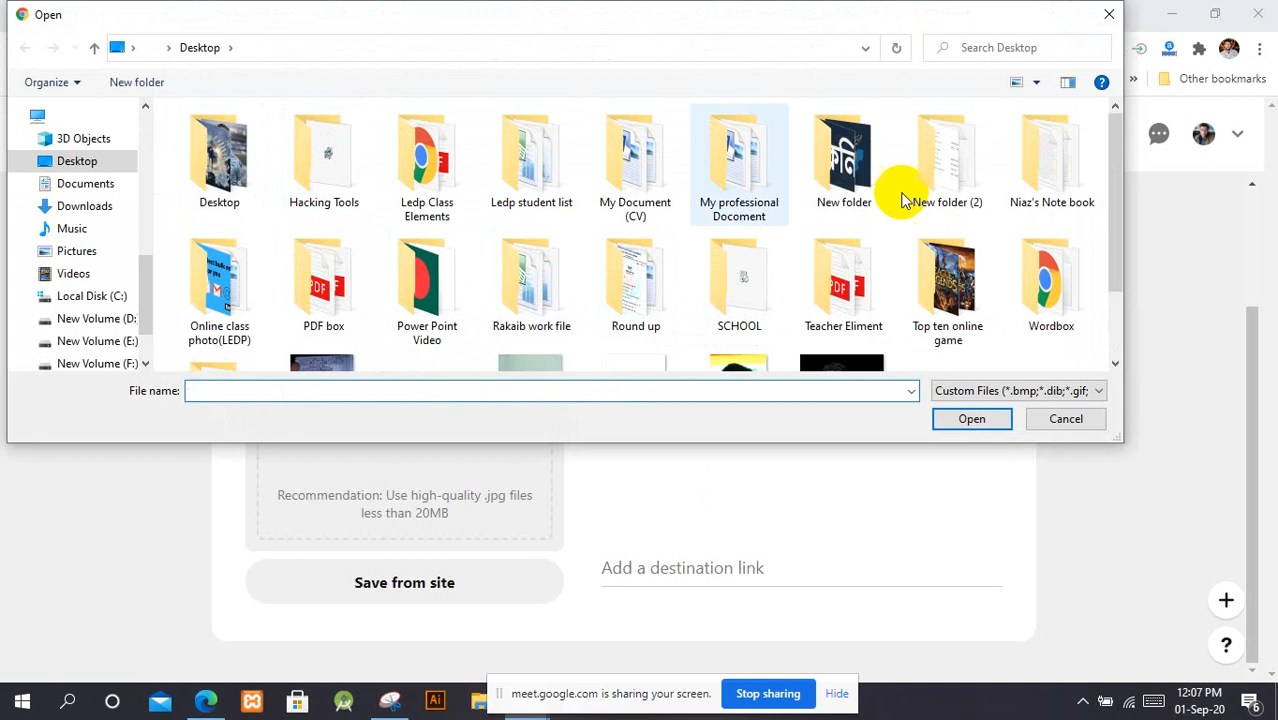 Open
Desktop
Search Desktop
Organize
New folder
3D Objects
Desktop
Documents
Downloads
Music
Pictures
Videos
Local Disk (C:)
New Volume (D:
New Volume (E:)
New Volume (F:)
Desktop
Hacking Tools
Ledp Class
Elements
Ledp student list
My Document
(CV)
My professional
Docoment
New folder
New folder (2)
Niaz's Note book
Online class
photo(LEDP)
PDF box
Power Point
Video
Rakaib work file
Round up
SCHOOL
Teacher Eliment
Top ten online
game
Wordbox
File name:
Custom Files (*.bmp;*.dib;*.gif;
Open
Cancel
Other bookmarks
Recommendation: Use high-quality .jpg files
less than 20MB
Add a destination link
Save from site
meet.google.com is sharing your screen.
Stop sharing
Hide
12:07 PM
01-Sep-20
6